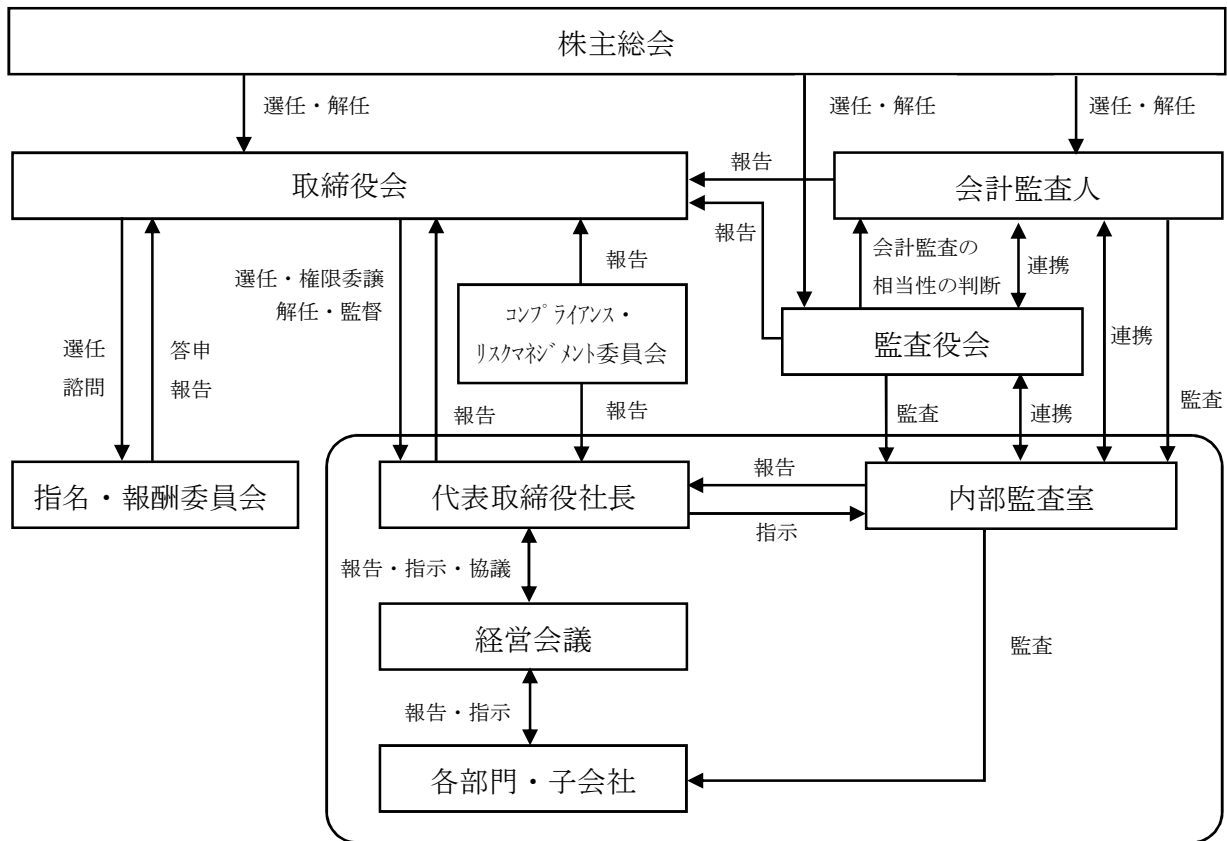 株主総会
選任・解任
選任・解任
選任・解任
取締役会
報告
会計監査人
報告
選任・権限委譲
解任・監督
報告
会計監査の
相当性の判断
連携
コンプライアンス・
リスクマネジメント委員会
監査役会
連携
選任
諮問
答申
報告
報告
報告
監査
連携
監査
指名・報酬委員会
代表取締役社長
報告
指示
内部監査室
報告・指示・協議
経営会議
監査
報告・指示
各部門・子会社